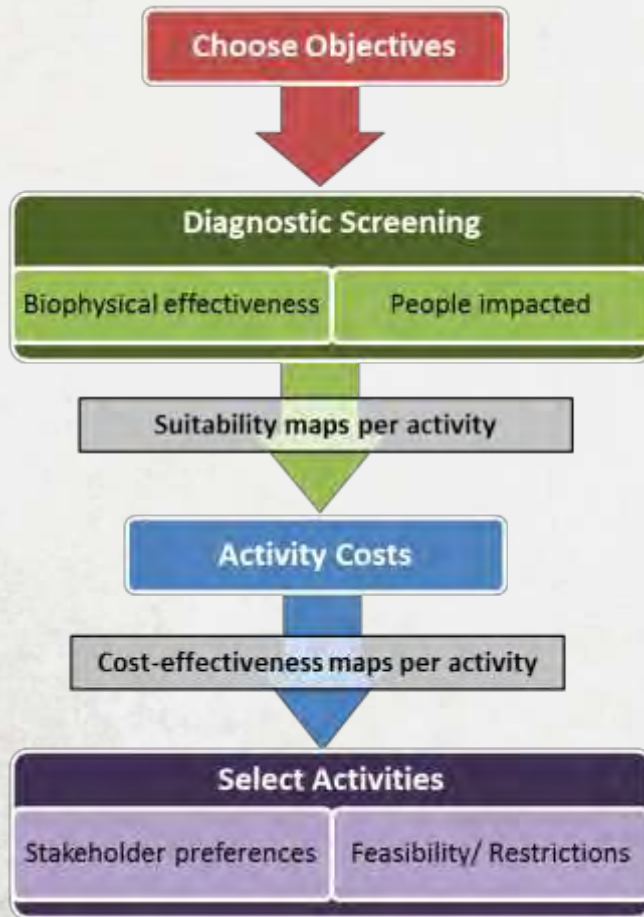 Choose Objectives
Diagnostic Screening
Biophysical effectiveness
People impacted
Suitability maps per activity
Activity Costs
Cost-effectiveness maps per activity
Select Activities
Stakeholder preferences
Feasibility/ Restrictions